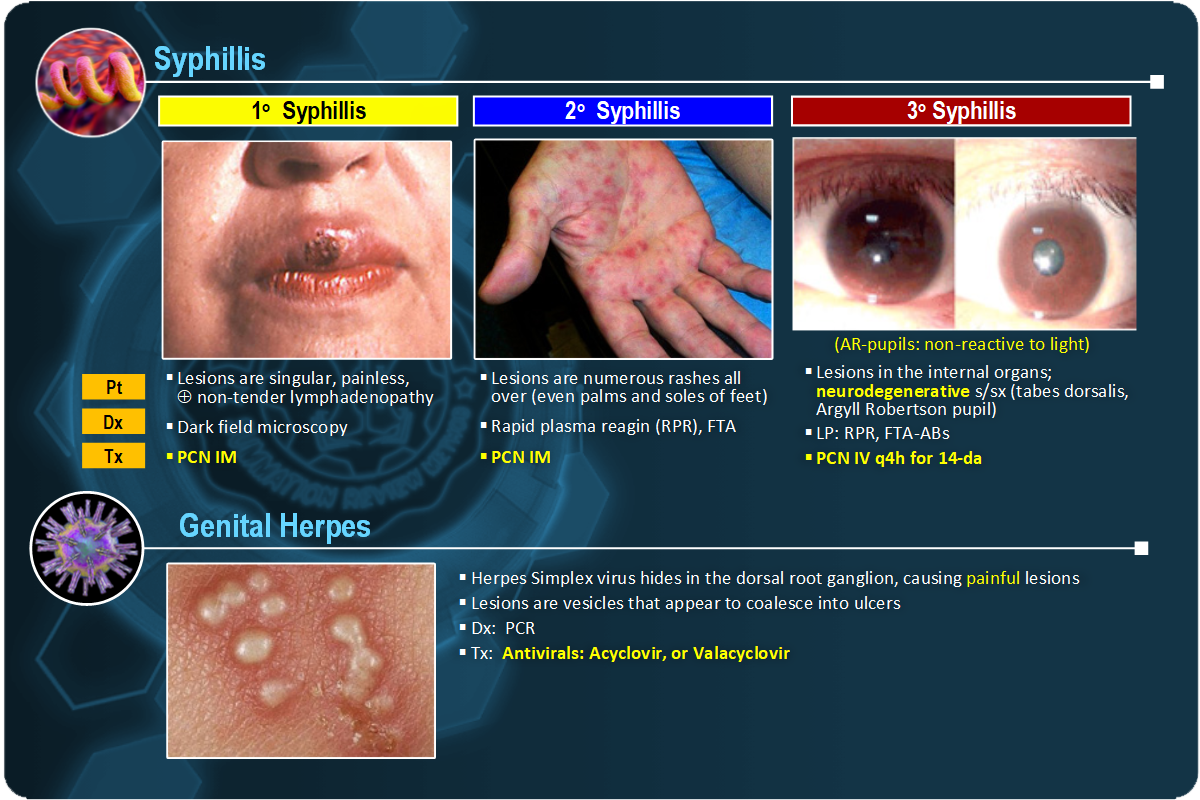 Syphillis
1° Syphillis
2° Syphillis
3° Syphillis
(AR-pupils: non-reactive to light)
Pt
Dx
Tx
▪ Lesions are singular, painless,
⊕ non-tender lymphadenopathy
▪ Dark field microscopy
▪ PCN IM
▪ Lesions are numerous rashes all
over (even palms and soles of feet)
▪ Rapid plasma reagin (RPR), FTA
▪ PCN IM
▪ Lesions in the internal organs;
neurodegenerative s/sx (tabes dorsalis,
Argyll Robertson pupil)
▪ LP: RPR, FTA-ABs
▪ PCN IV q4h for 14-da
Genital Herpes
▪ Herpes Simplex virus hides in the dorsal root ganglion, causing painful lesions
▪ Lesions are vesicles that appear to coalesce into ulcers
▪ Dx: PCR
▪ Tx: Antivirals: Acyclovir, or Valacyclovir